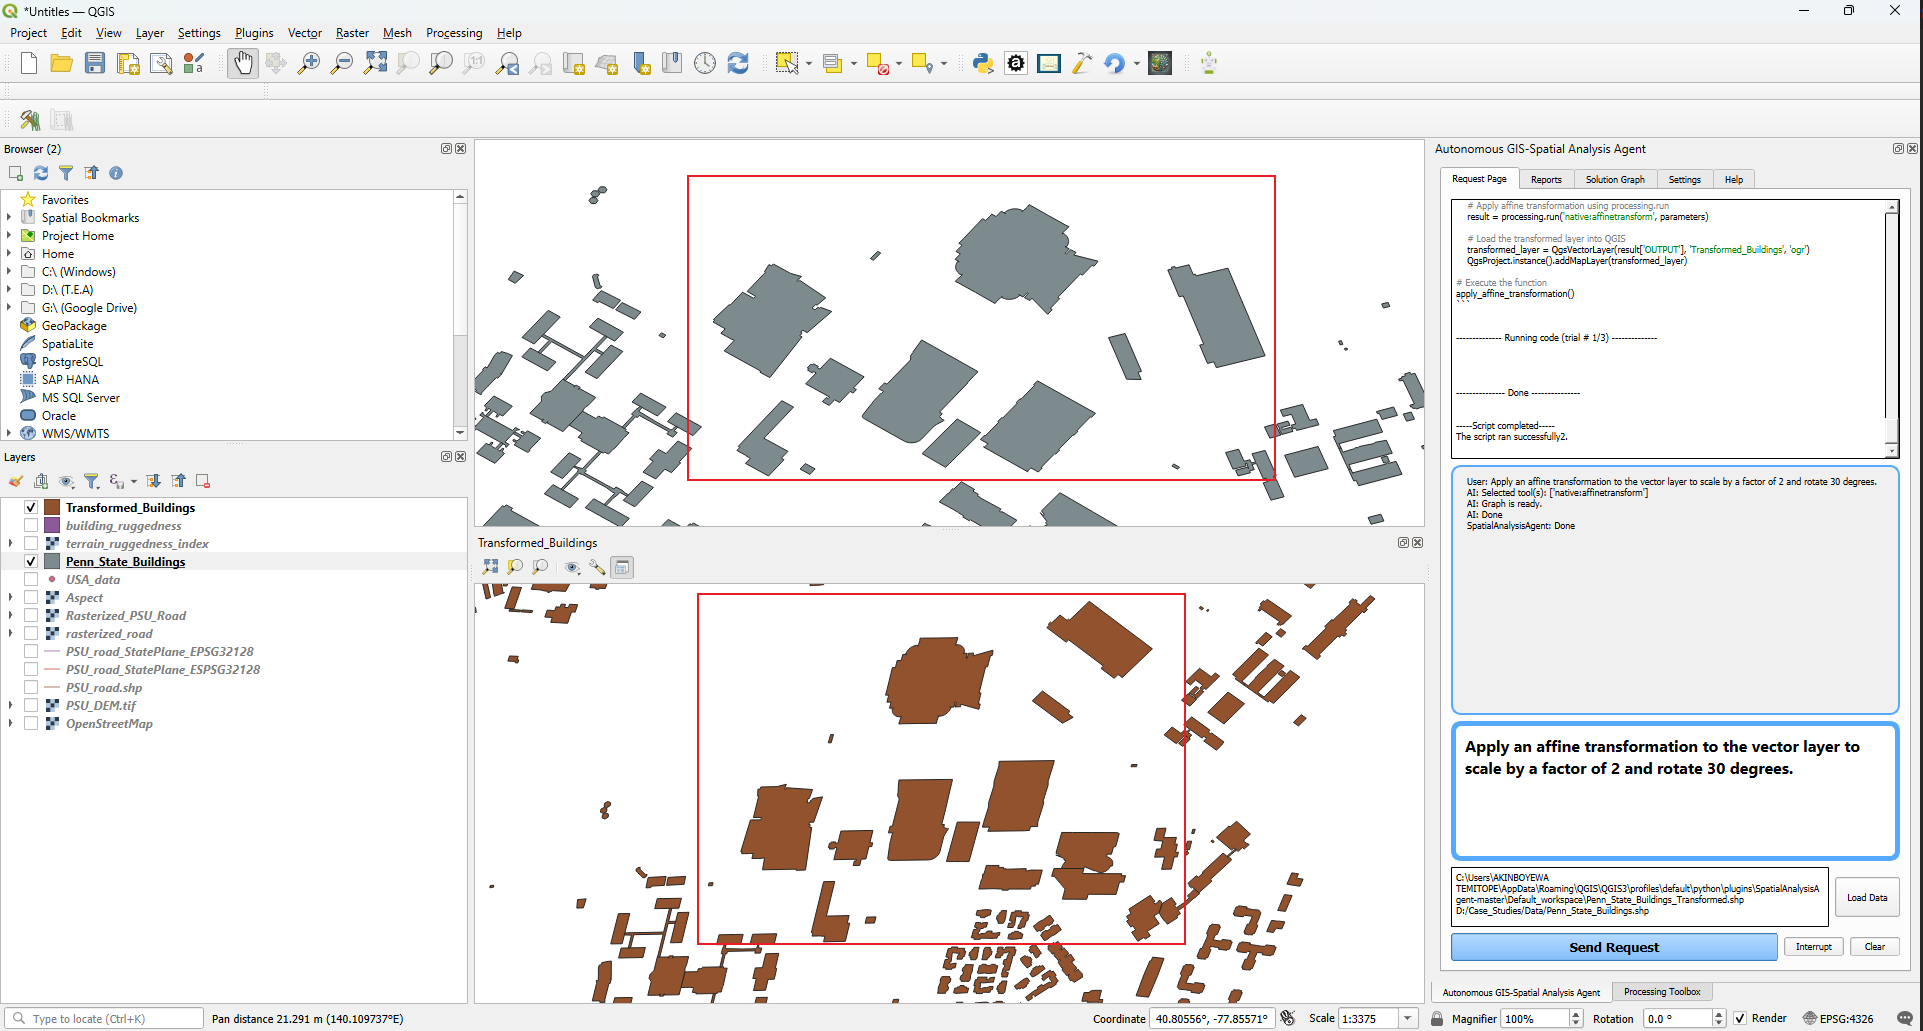 *Untitles — QGIS
Project Edit View Layer Settings Plugins Vector Raster Mesh Processing Help
Browser (2)
Favorites
Spatial Bookmarks
Project Home
Home
C:\ (Windows)
D:\ (T.E.A)
G:\ (Google Drive)
GeoPackage
SpatiaLite
PostgreSQL
SAP HANA
MS SQL Server
Oracle
WMS/WMTS
Layers
Transformed_Buildings
building_ruggedness
terrain_ruggedness_index
Penn_State_Buildings
USA_data
Aspect
Rasterized_PSU_Road
rasterized_road
PSU_road_StatePlane_EPSG32128
PSU_road_StatePlane_ESPSG32128
PSU_road.shp
PSU_DEM.tif
OpenStreetMap
Transformed_Buildings
Autonomous GIS-Spatial Analysis Agent
Request Page Reports Solution Graph Settings Help
# Apply affine transformation using processing.run
result = processing.run('native:affinetransform', parameters)
# Load the transformed layer into QGIS
transformed_layer = QgsVectorLayer(result['OUTPUT'], 'Transformed_Buildings', 'ogr')
QgsProject.instance().addMapLayer(transformed_layer)
# Execute the function
apply_affine_transformation()
```
-------------- Running code (trial # 1/3) --------------
--------------- Done ---------------
-----Script completed-----
The script ran successfully2.
User: Apply an affine transformation to the vector layer to scale by a factor of 2 and rotate 30 degrees.
AI: Selected tool(s): ['native:affinetransform']
AI: Graph is ready.
AI: Done
SpatialAnalysisAgent: Done
Apply an affine transformation to the vector layer to
scale by a factor of 2 and rotate 30 degrees.
C:\Users\AKINBOYEWA
TEMITOPE\AppData\Roaming\QGIS\QGIS3\profiles\default\python\plugins\SpatialAnalysisA
gent-master\Default_workspace\Penn_State_Buildings_Transformed.shp
D:/Case_Studies/Data/Penn_State_Buildings.shp
Load Data
Send Request Interrupt Clear
Autonomous GIS-Spatial Analysis Agent Processing Toolbox
Type to locate (Ctrl+K) Pan distance 21.291 m (140.109737°E) Coordinate 40.80556°, -77.85571° Scale 1:3375 Magnifier 100% Rotation 0.0 ° Render EPSG:4326